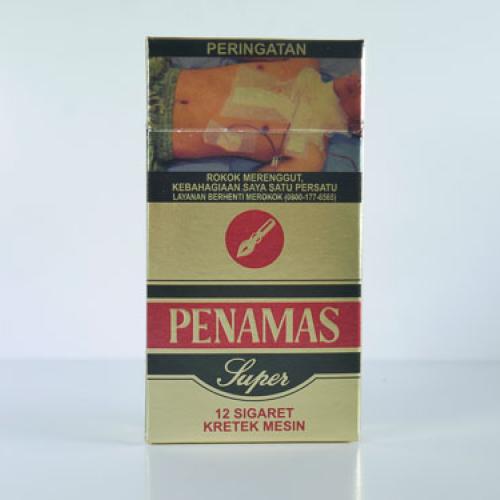 PERINGATAN
ROKOK MERENGGUT,
KEBAHAGIAAN SAYA SATU PERSATU
LAYANAN BERHENTI MEROKOK (0800-177-6565)
PENAMAS
Super
12 SIGARET
KRETEK MESIN